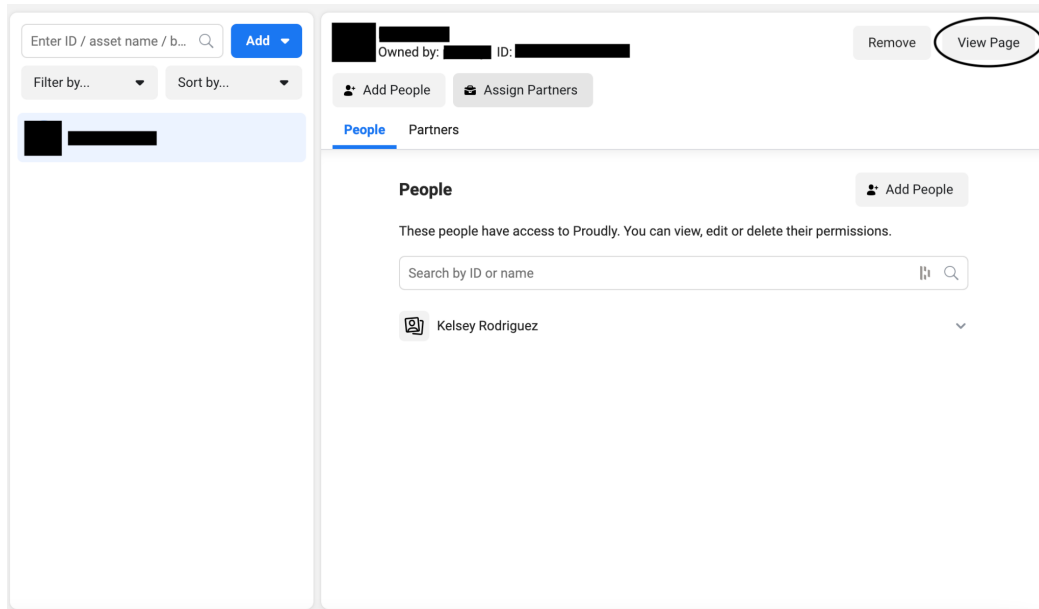 Enter ID / asset name / b...
Add
Filter by...
Sort by...
Owned by:
ID:
Remove
View Page
Add People
Assign Partners
People
Partners
People
Add People
These people have access to Proudly. You can view, edit or delete their permissions.
Search by ID or name
Kelsey Rodriguez